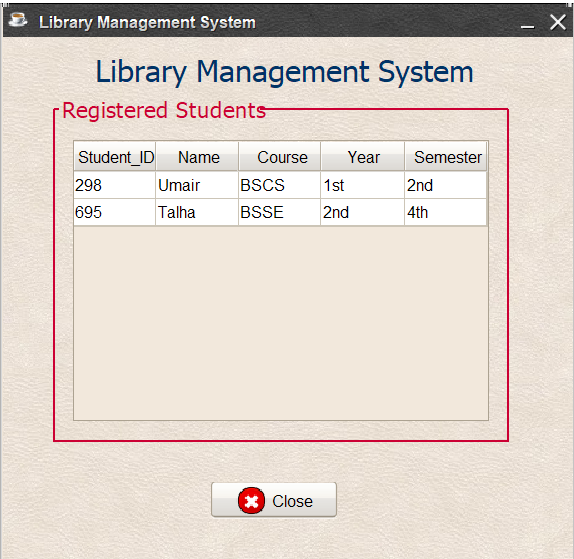 Library Management System
Library Management System
Registered Students
Student_ID Name Course Year Semester
298 Umair BSCS 1st 2nd
695 Talha BSSE 2nd 4th
Close